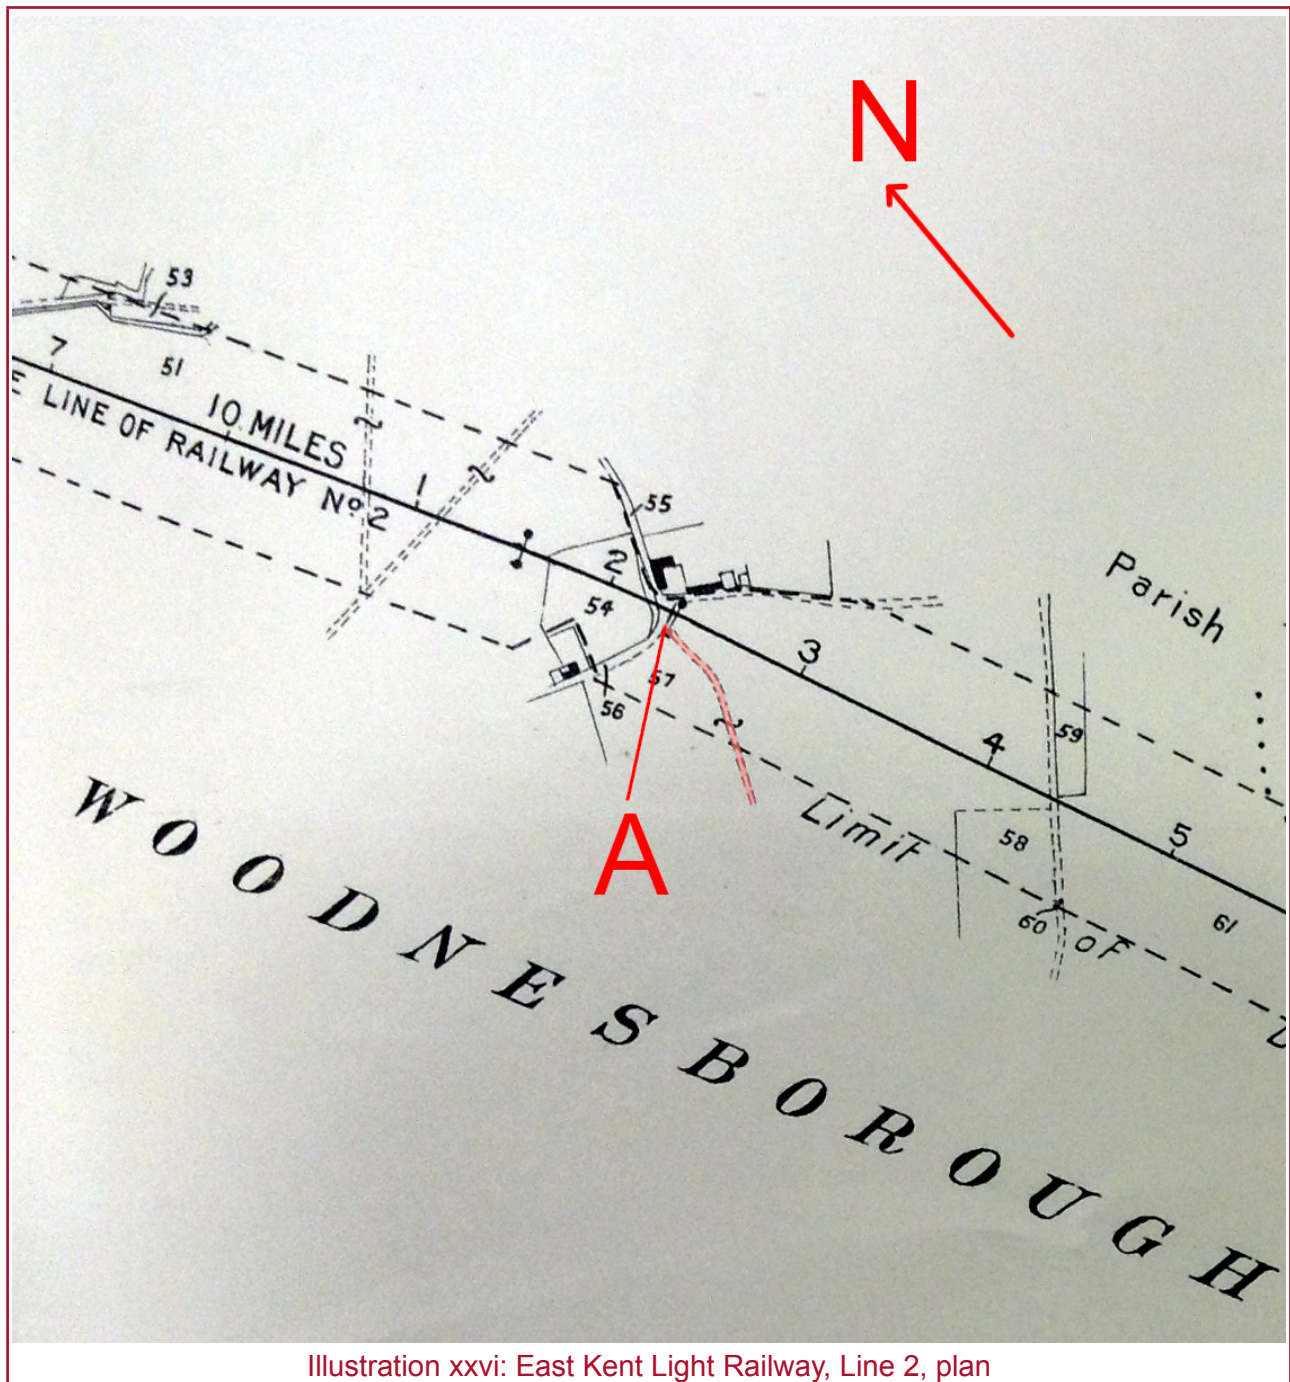 N
53
7
51
10 MILES
E LINE OF RAILWAY No 2
1
55
2
54
Parish
3
57
56
4
59
A
Limit
58
5
WOODNESBOROUGH
60
OF
61
Illustration xxvi: East Kent Light Railway, Line 2, plan